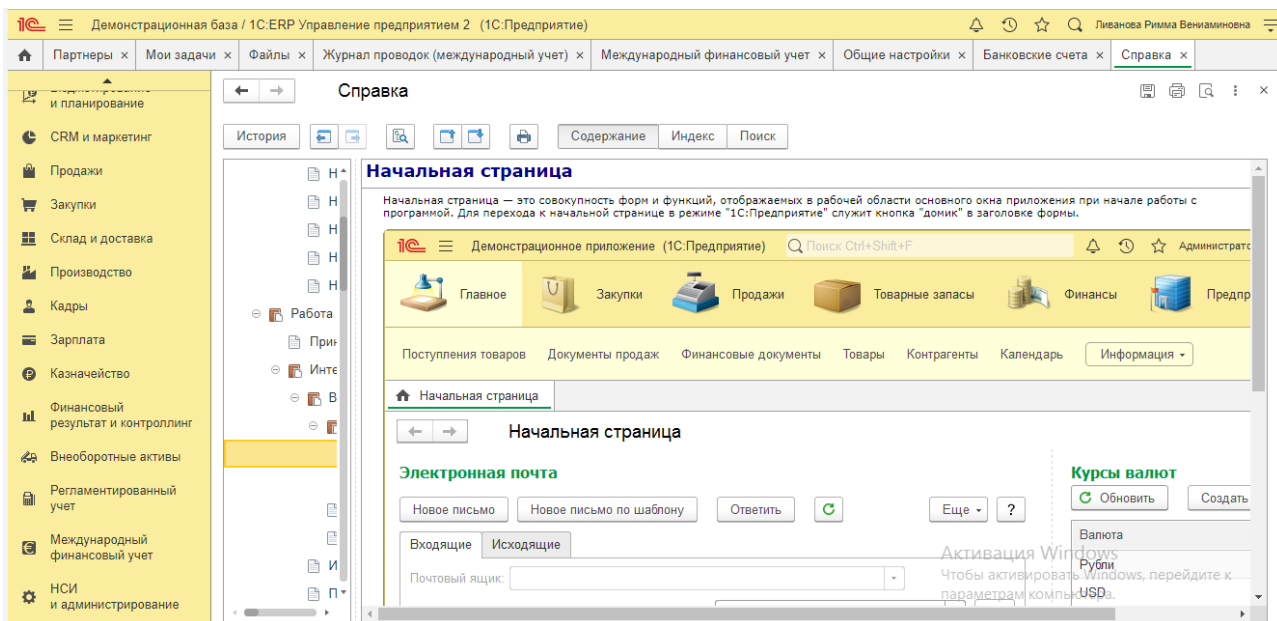 1С Демонстрационная база / 1С:ERP Управление предприятием 2 (1С:Предприятие) Ливанова Римма Вениаминовна
Партнеры × Мои задачи × Файлы × Журнал проводок (международный учет) × Международный финансовый учет × Общие настройки × Банковские счета × Справка ×
и планирование
CRM и маркетинг
Продажи
Закупки
Склад и доставка
Производство
Кадры
Зарплата
Казначейство
Финансовый
результат и контроллинг
Внеоборотные активы
Регламентированный
учет
Международный
финансовый учет
НСИ
и администрирование
Справка
История Содержание Индекс Поиск
Н
Н
Н
Н
Н
Работа
При
Инте
В
И
П
Начальная страница
Начальная страница — это совокупность форм и функций, отображаемых в рабочей области основного окна приложения при начале работы с
программой. Для перехода к начальной странице в режиме "1С:Предприятие" служит кнопка "домик" в заголовке формы.
1С Демонстрационное приложение (1С:Предприятие) Поиск Ctrl+Shift+F Администрато
Главное Закупки Продажи Товарные запасы Финансы Предпр
Поступления товаров Документы продаж Финансовые документы Товары Контрагенты Календарь Информация
Начальная страница
Начальная страница
Электронная почта
Новое письмо Новое письмо по шаблону Ответить Еще ?
Входящие Исходящие
Почтовый ящик:
Курсы валют
Обновить Создать
Валюта
Рубли
USD
Активация Windows
Чтобы активировать Windows, перейдите к
параметрам компьютера.